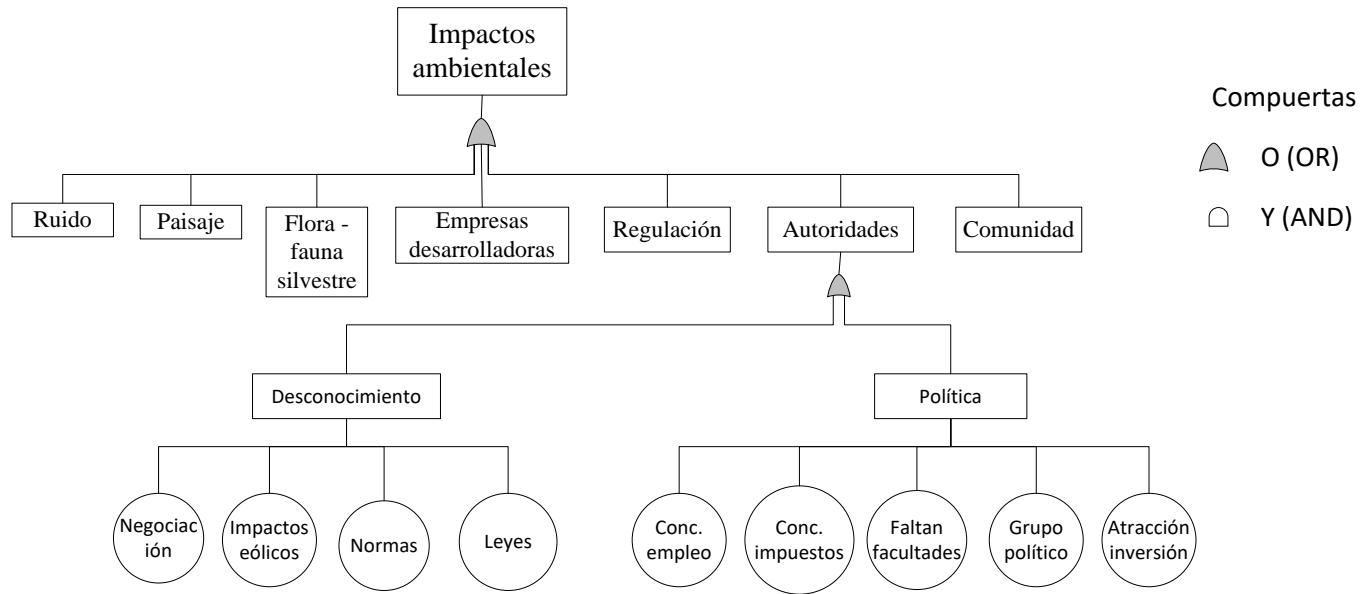 Impactos
ambientales
Compuertas
O (OR)
Y (AND)
Ruido
Paisaje
Flora -
fauna
silvestre
Empresas
desarrolladoras
Regulación
Autoridades
Comunidad
Desconocimiento
Política
Negociac
ión
Impactos
eólicos
Normas
Leyes
Conc.
empleo
Conc.
impuestos
Faltan
facultades
Grupo
político
Atracción
inversión